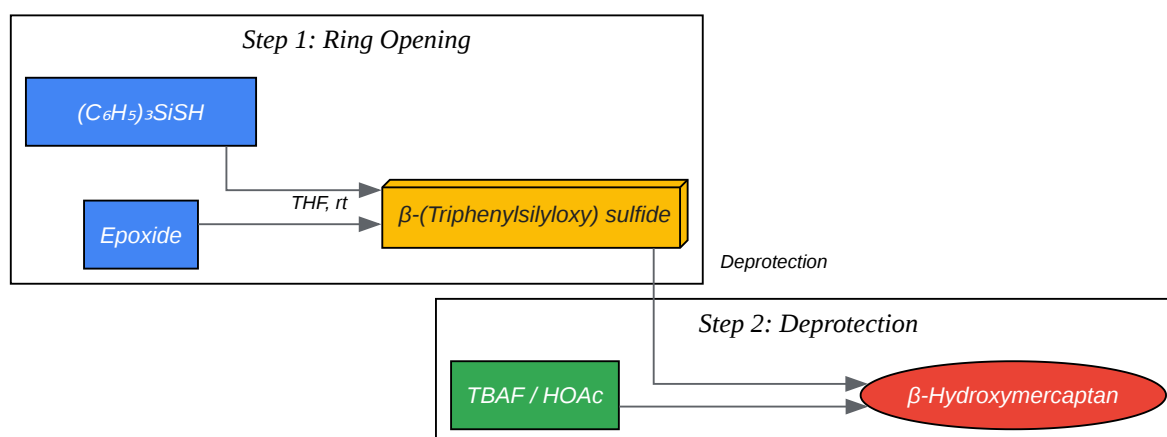 Step 1: Ring Opening
(C₆H₅)₃SiSH
THF, rt
β-(Triphenylsilyloxy) sulfide
Epoxide
Deprotection
Step 2: Deprotection
TBAF / HOAc
β-Hydroxymercaptan